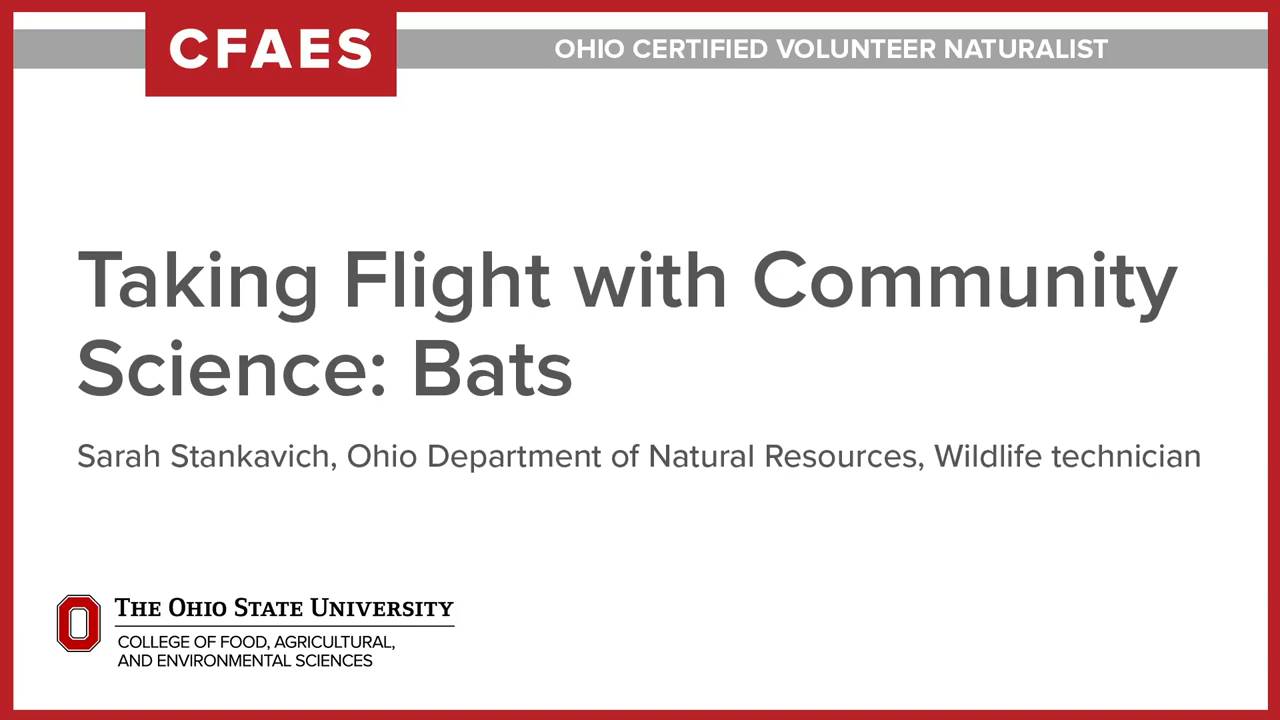 CFAES
OHIO CERTIFIED VOLUNTEER NATURALIST
Taking Flight with Community
Science: Bats
Sarah Stankavich, Ohio Department of Natural Resources, Wildlife technician
THE OHIO STATE UNIVERSITY
COLLEGE OF FOOD, AGRICULTURAL,
AND ENVIRONMENTAL SCIENCES